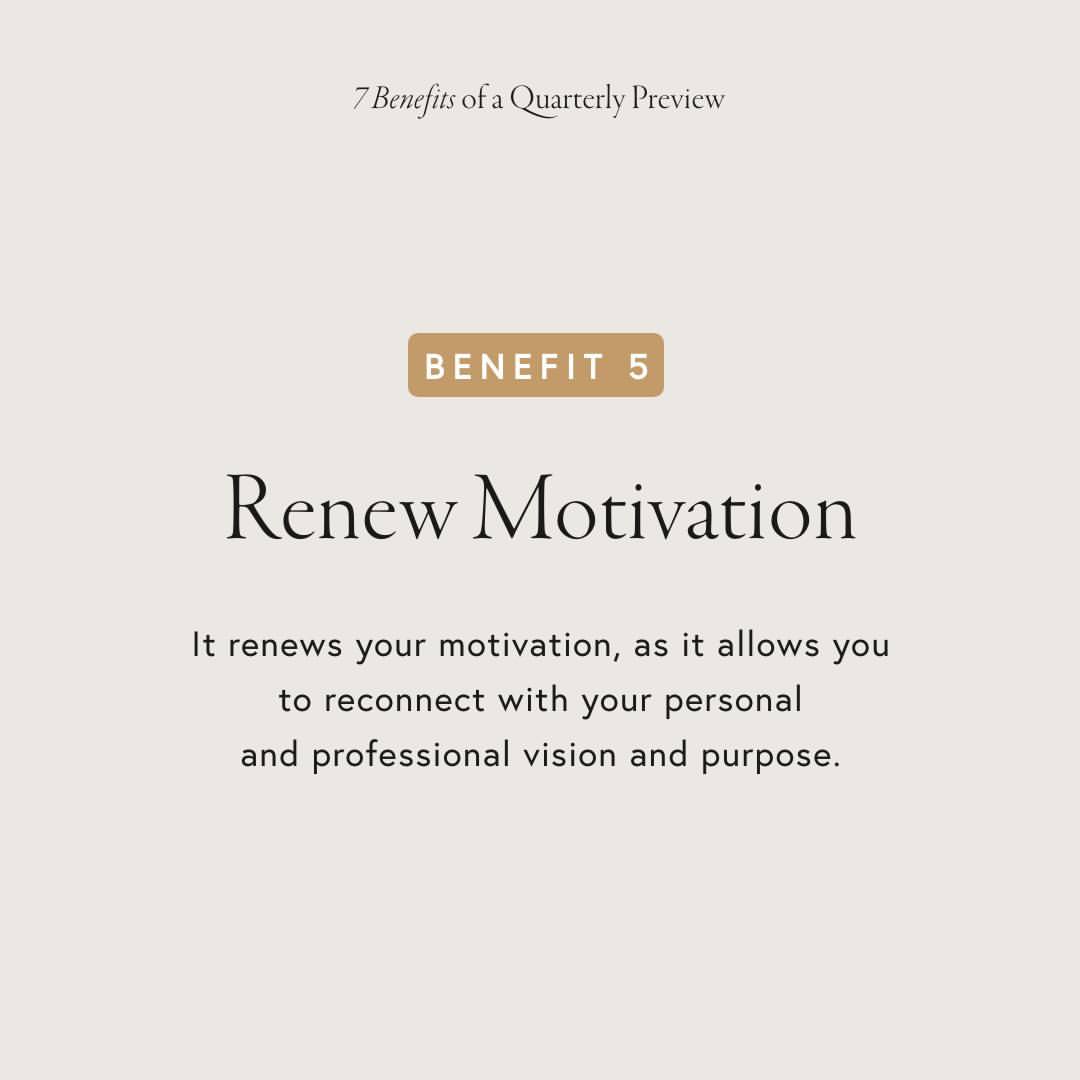 7 Benefits of a Quarterly Preview
BENEFIT 5
Renew Motivation
It renews your motivation, as it allows you
to reconnect with your personal
and professional vision and purpose.